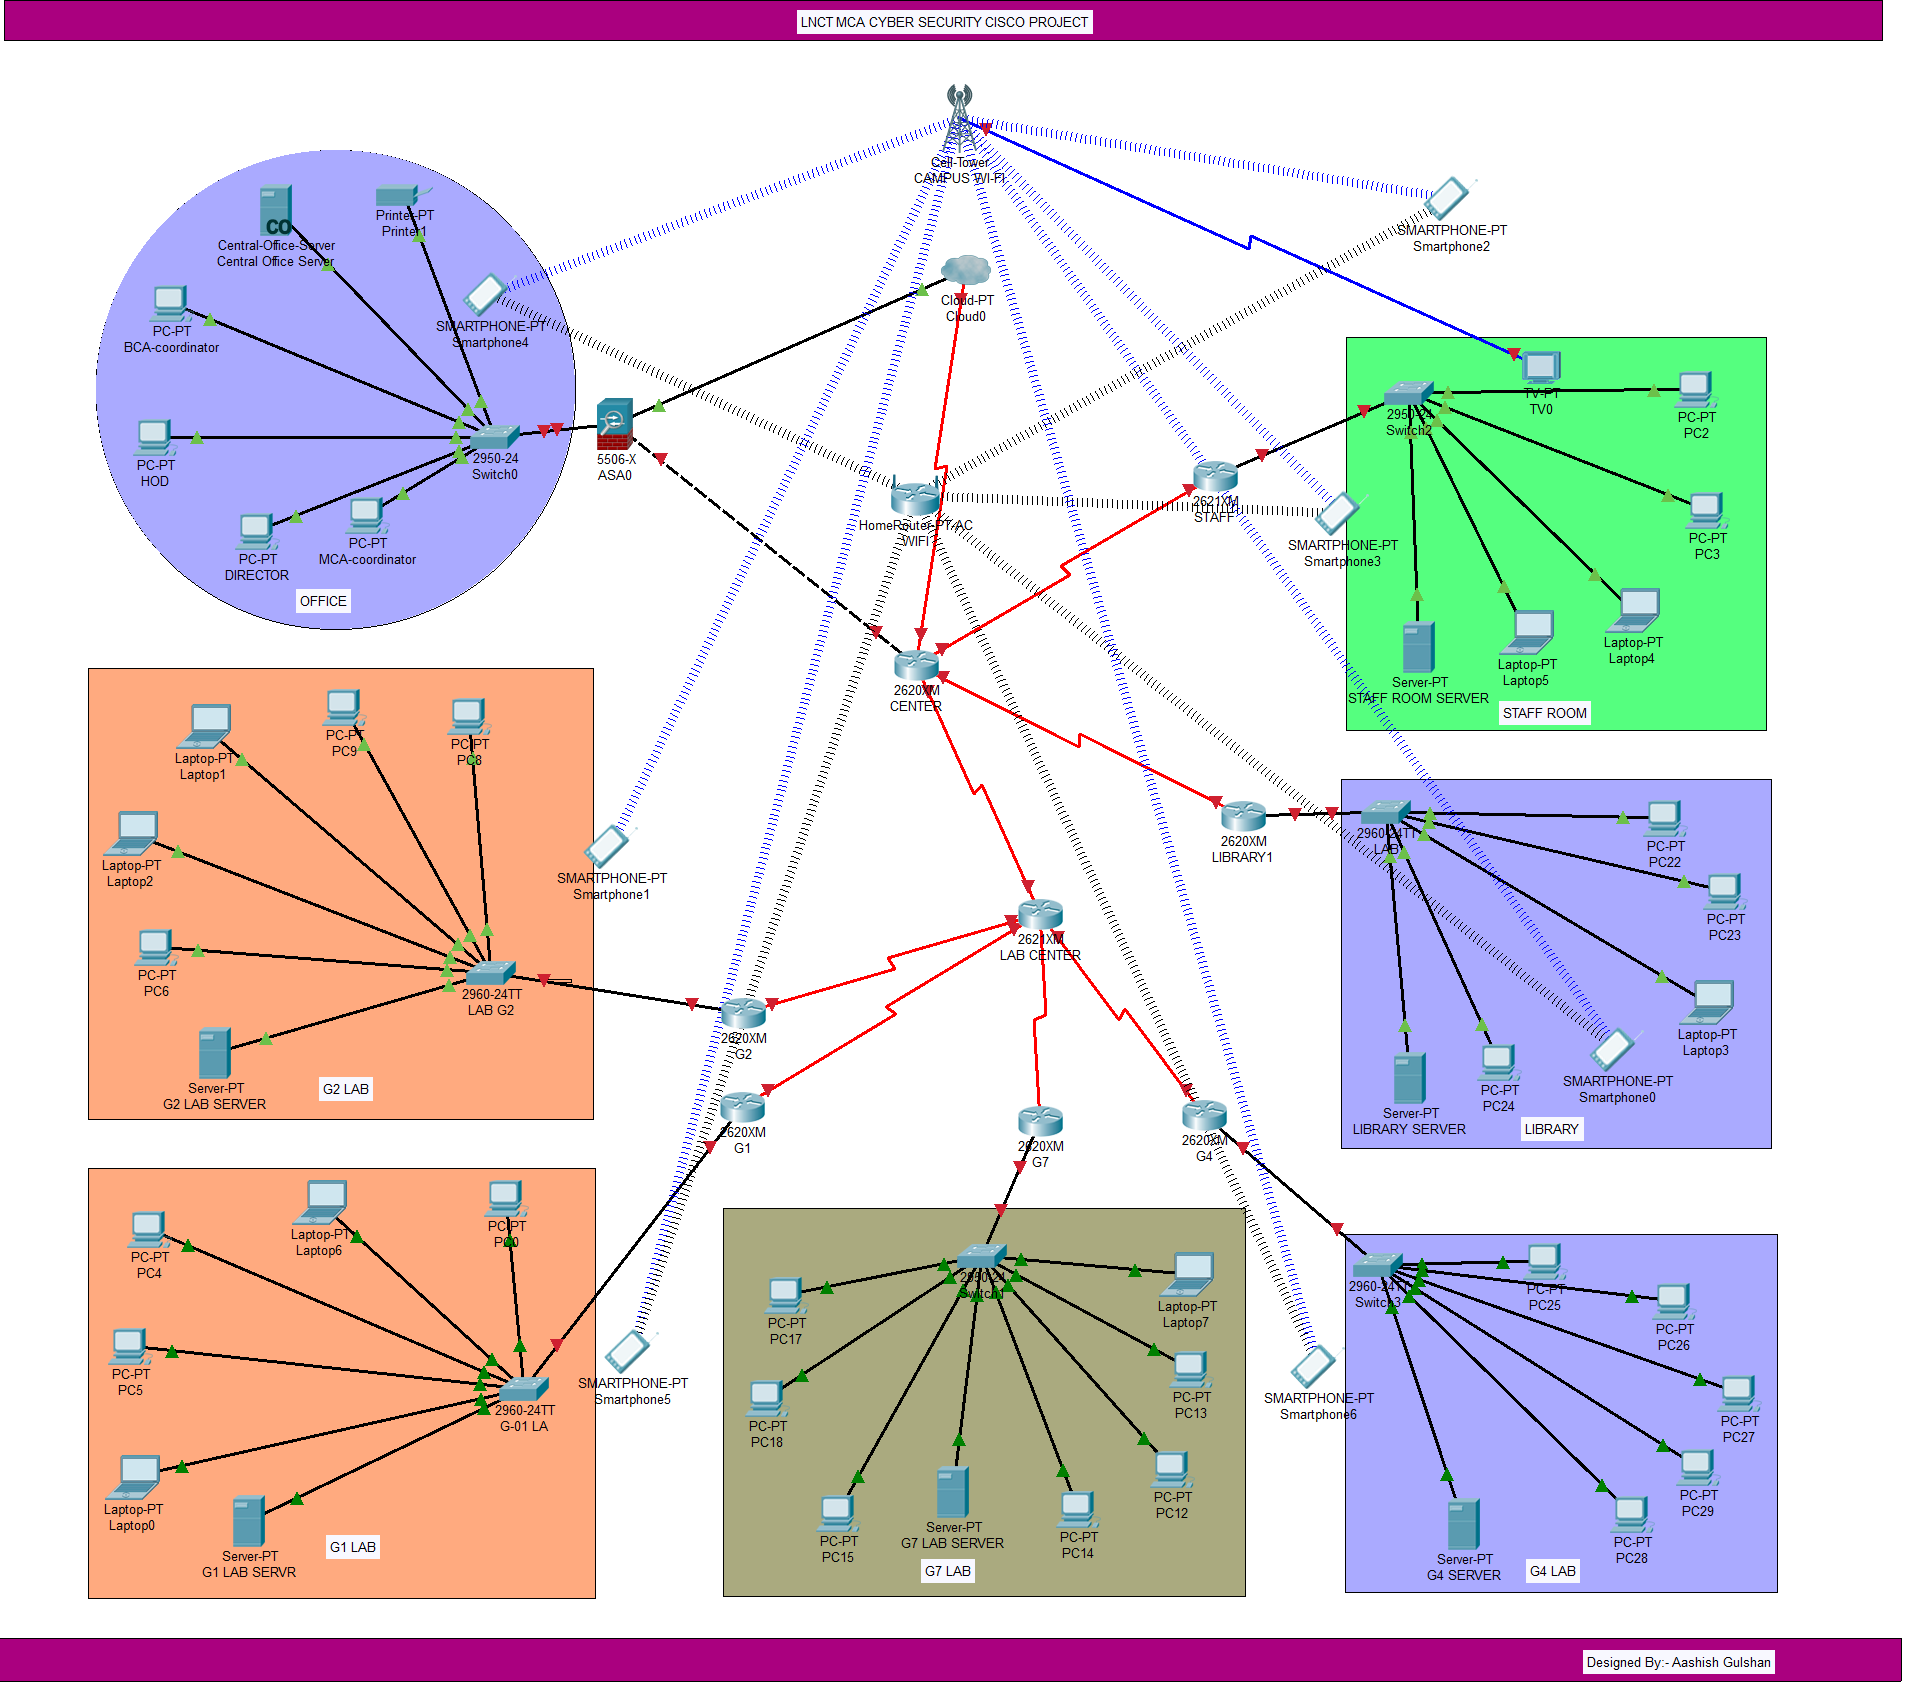 LNCT MCA CYBER SECURITY CISCO PROJECT
Cell-Tower
CAMPUS WI-FI
CO
Central-Office-Server
Central Office Server
Printer-PT
Printer1
SMARTPHONE-PT
Smartphone4
PC-PT
BCA-coordinator
PC-PT
HOD
PC-PT
DIRECTOR
PC-PT
MCA-coordinator
2950-24
Switch0
OFFICE
5506-X
ASA0
Cloud-PT
Cloud0
HomeRouter-PT-AC
WIFI
SMARTPHONE-PT
Smartphone2
2621XM
STAFF
SMARTPHONE-PT
Smartphone3
2950-24
Switch2
TV-PT
TV0
PC-PT
PC2
PC-PT
PC3
Laptop-PT
Laptop4
Laptop-PT
Laptop5
Server-PT
STAFF ROOM SERVER
STAFF ROOM
2620XM
CENTER
Laptop-PT
Laptop1
PC-PT
PC9
PC-PT
PC8
Laptop-PT
Laptop2
PC-PT
PC6
2960-24TT
LAB G2
Server-PT
G2 LAB SERVER
G2 LAB
SMARTPHONE-PT
Smartphone1
2620XM
LIBRARY1
2960-24TT
LAB
PC-PT
PC22
PC-PT
PC23
Laptop-PT
Laptop3
SMARTPHONE-PT
Smartphone0
PC-PT
PC24
Server-PT
LIBRARY SERVER
LIBRARY
2621XM
LAB CENTER
2620XM
G2
2620XM
G1
2620XM
G7
2620XM
G4
PC-PT
PC4
Laptop-PT
Laptop6
PC-PT
PC0
PC-PT
PC5
2960-24TT
G-01 LA
Laptop-PT
Laptop0
Server-PT
G1 LAB SERVR
G1 LAB
SMARTPHONE-PT
Smartphone5
2950-24
Switch1
PC-PT
PC17
Laptop-PT
Laptop7
PC-PT
PC18
PC-PT
PC13
PC-PT
PC12
PC-PT
PC15
Server-PT
G7 LAB SERVER
PC-PT
PC14
G7 LAB
SMARTPHONE-PT
Smartphone6
2960-24TT
Switch3
PC-PT
PC25
PC-PT
PC26
PC-PT
PC27
PC-PT
PC29
PC-PT
PC28
Server-PT
G4 SERVER
G4 LAB
Designed By:- Aashish Gulshan